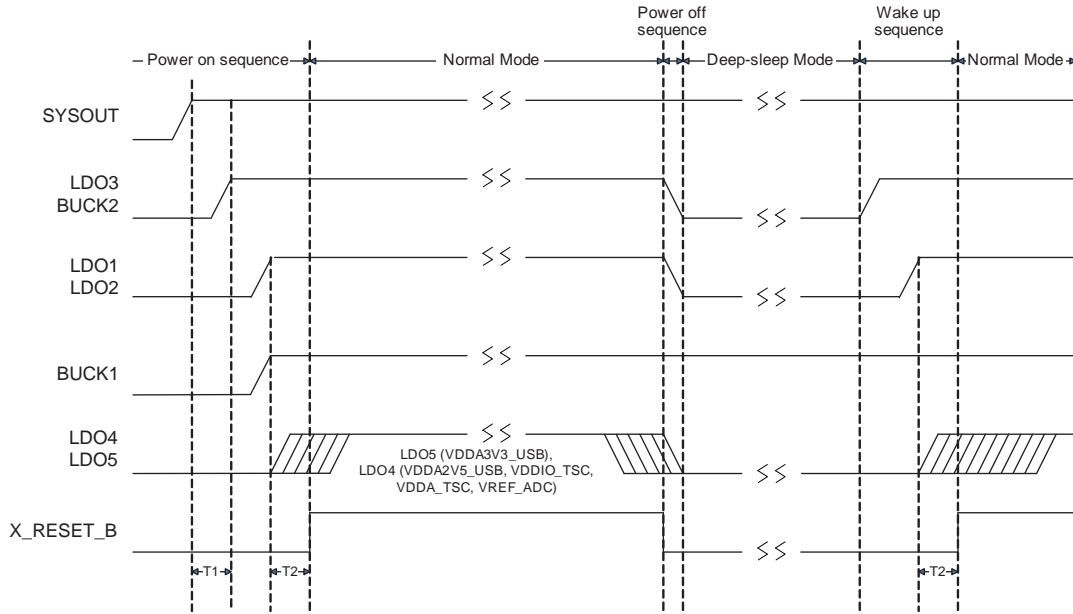 Power off
sequence
Wake up
sequence
Power on sequence
Normal Mode
Deep-sleep Mode
Normal Mode
SYSOUT
LDO3
BUCK2
LDO1
LDO2
BUCK1
LDO4
LDO5
LDO5 (VDDA3V3_USB),
LDO4 (VDDA2V5_USB, VDDIO_TSC,
VDDA_TSC, VREF_ADC)
X_RESET_B
T1
T2
T2